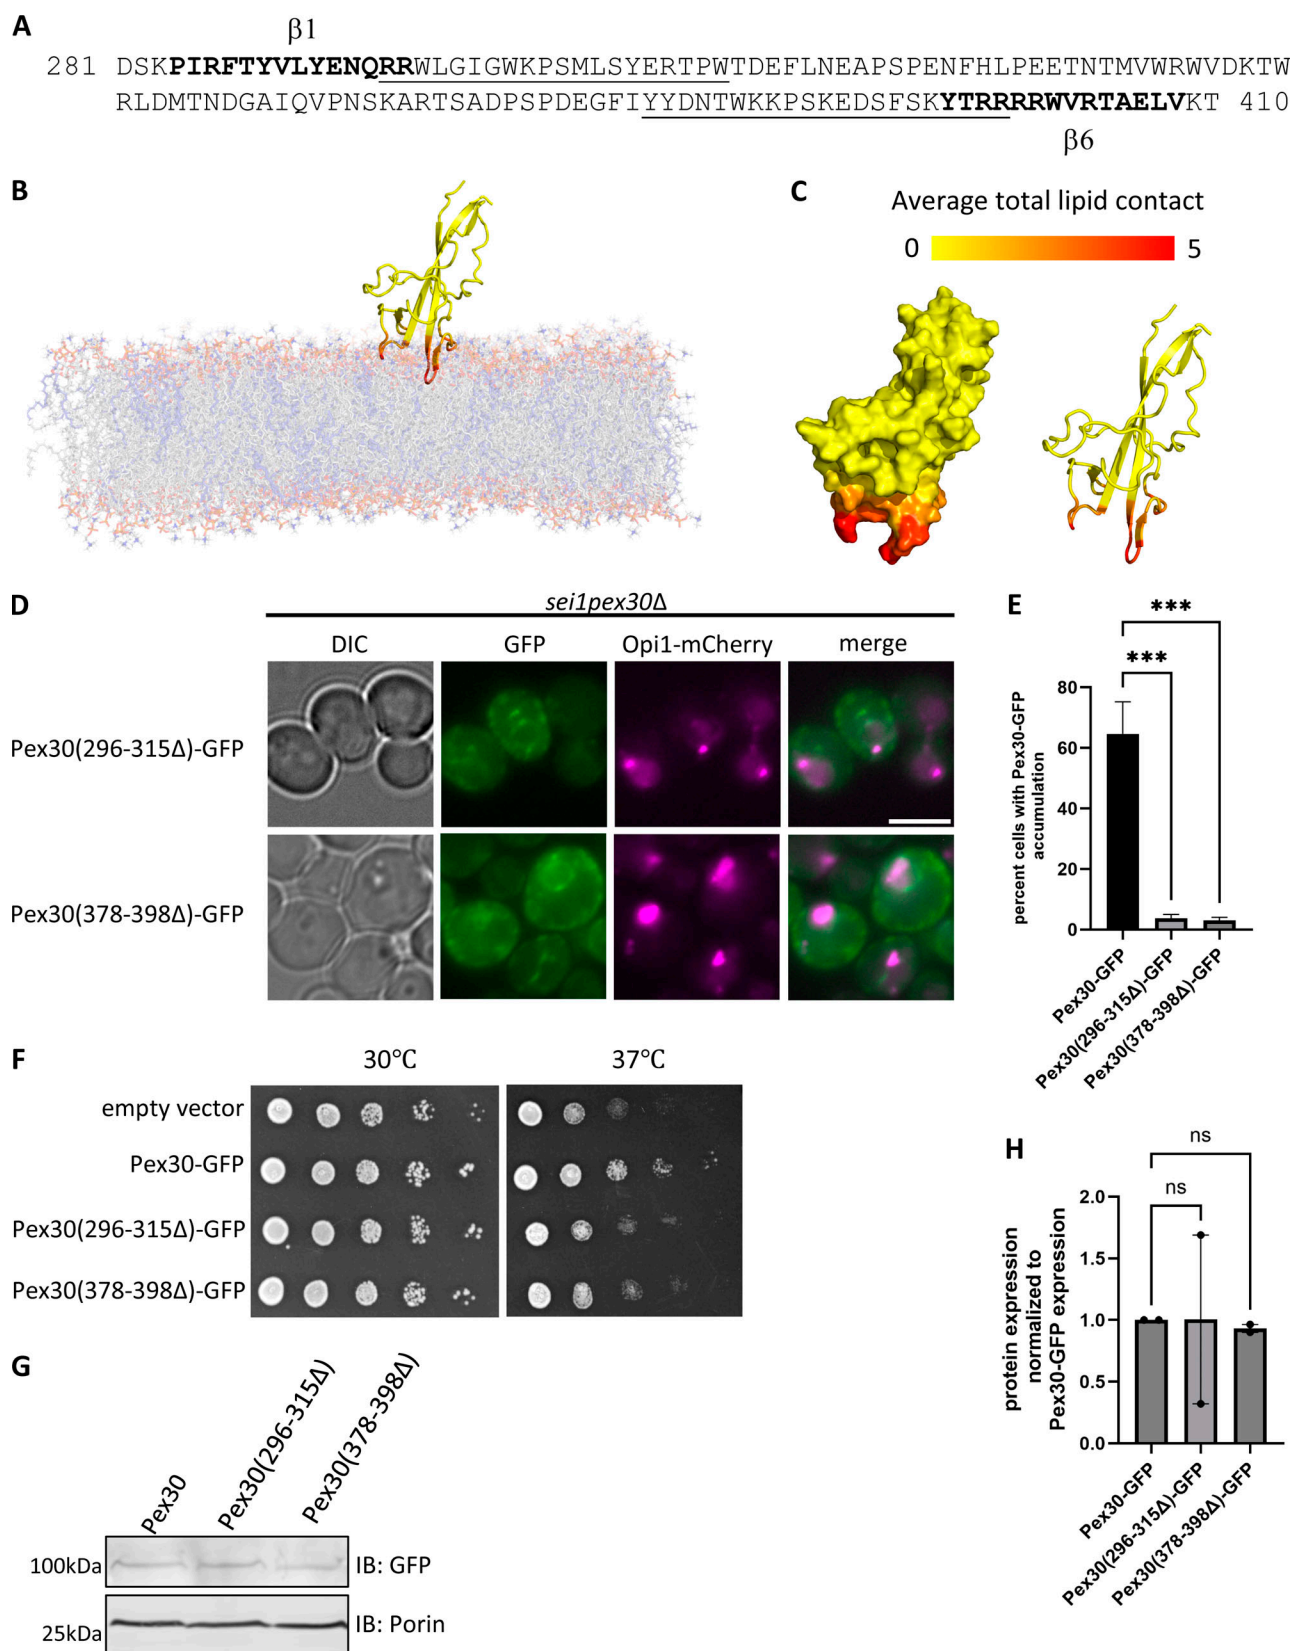 A
β1
281 DSKPIRFTYVLYENQRRWLGIGWKPSMLSYERTPWTDEFLNEAPSPENFHLPEETNTMVWRWVDKTW
RLDMTNDGAIQVPNSKARTSADPSPDEGFIYYDNTWKKPSKEDSFSKYTRRRRWVRTAELVKT 410
β6
B
C
Average total lipid contact
0 5
D
sei1pex30Δ
DIC GFP Opi1-mCherry merge
Pex30(296-315Δ)-GFP
Pex30(378-398Δ)-GFP
E
***
***
percent cells with Pex30-GFP
accumulation
80
60
40
20
0
Pex30-GFP
Pex30(296-315Δ)-GFP
Pex30(378-398Δ)-GFP
F
30°C 37°C
empty vector
Pex30-GFP
Pex30(296-315Δ)-GFP
Pex30(378-398Δ)-GFP
G
Pex30
Pex30(296-315Δ)
Pex30(378-398Δ)
100kDa IB: GFP
25kDa IB: Porin
H
ns
ns
protein expression
normalized to
Pex30-GFP expression
2.0
1.5
1.0
0.5
0.0
Pex30-GFP
Pex30(296-315Δ)-GFP
Pex30(378-398Δ)-GFP